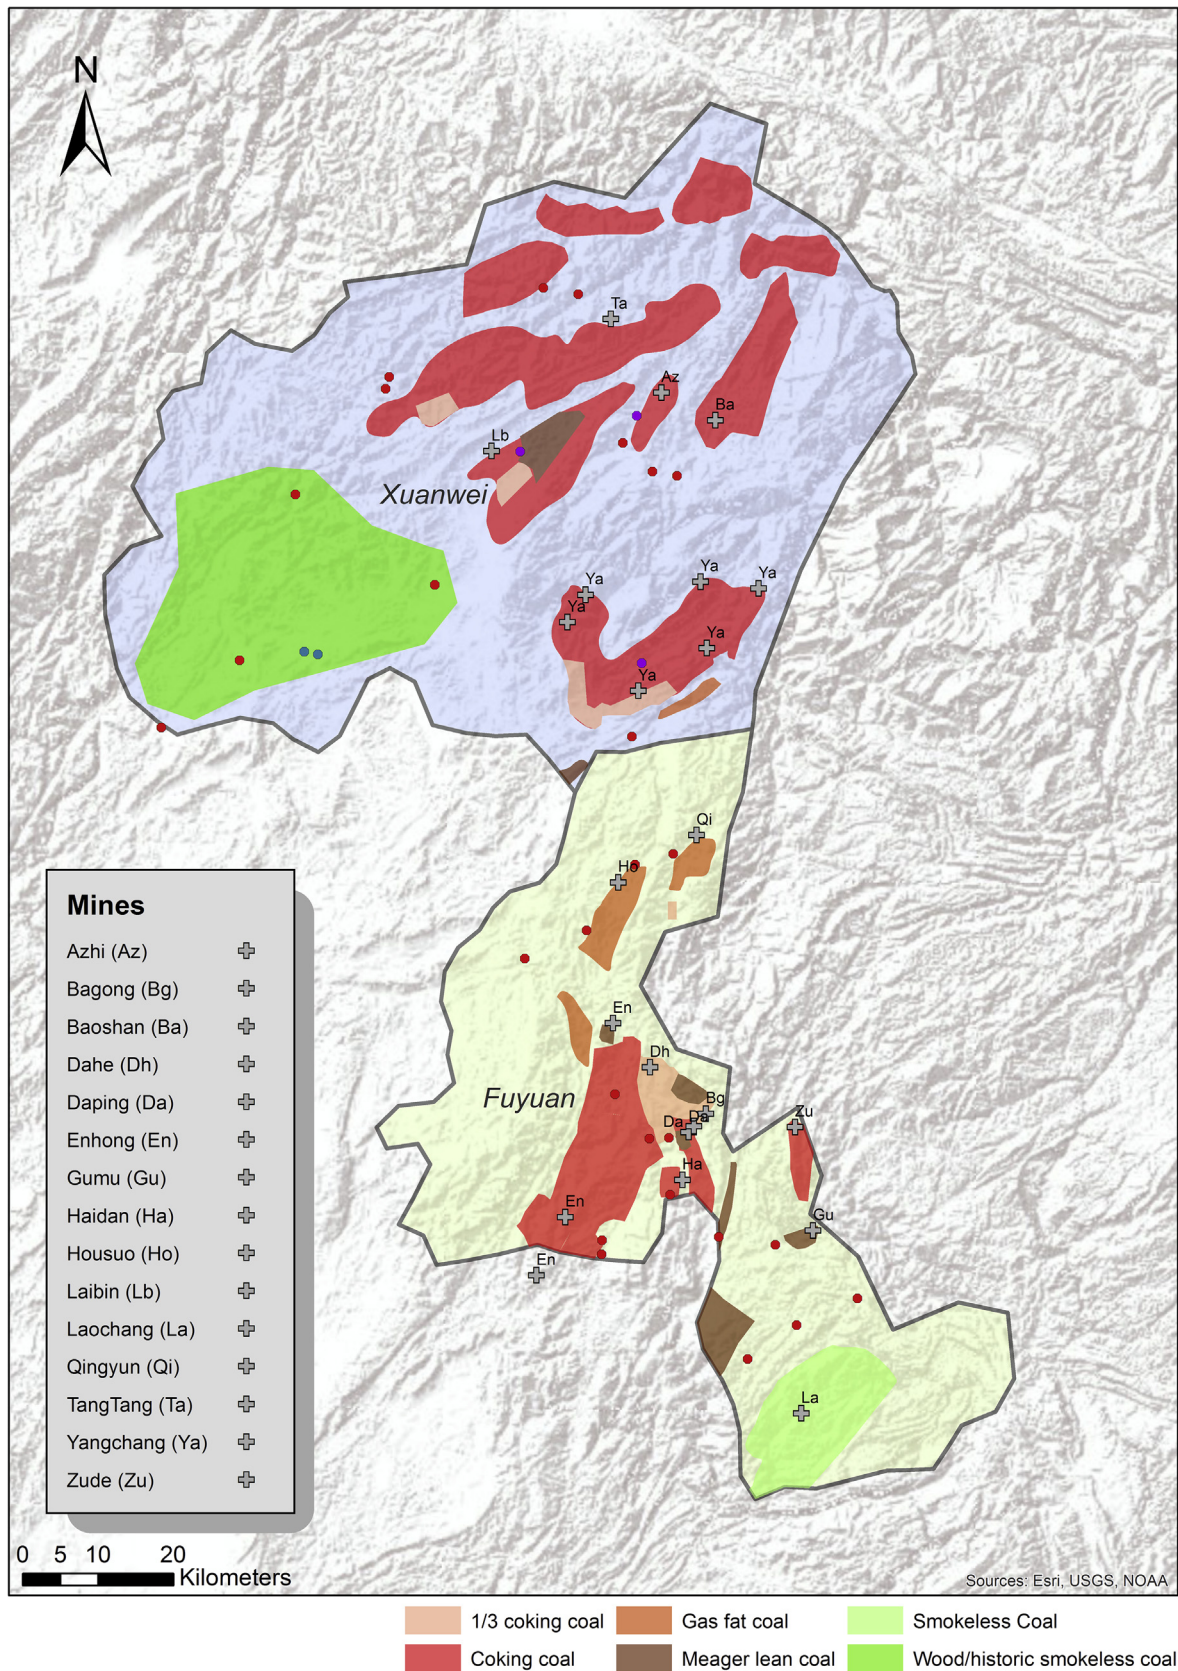 N
Ta
Az
Ba
Lb
Xuanwei
Ya
Ya
Ya
Ya
Ya
Ya
Qi
Ho
En
Dh
Fuyuan
Bg
Da
Da
Zu
Ha
En
Gu
En
La
Mines
Azhi (Az)
Bagong (Bg)
Baoshan (Ba)
Dahe (Dh)
Daping (Da)
Enhong (En)
Gumu (Gu)
Haidan (Ha)
Housuo (Ho)
Laibin (Lb)
Laochang (La)
Qingyun (Qi)
TangTang (Ta)
Yangchang (Ya)
Zude (Zu)
0 5 10 20
Kilometers
Sources: Esri, USGS, NOAA
1/3 coking coal Gas fat coal Smokeless Coal
Coking coal Meager lean coal Wood/historic smokeless coal